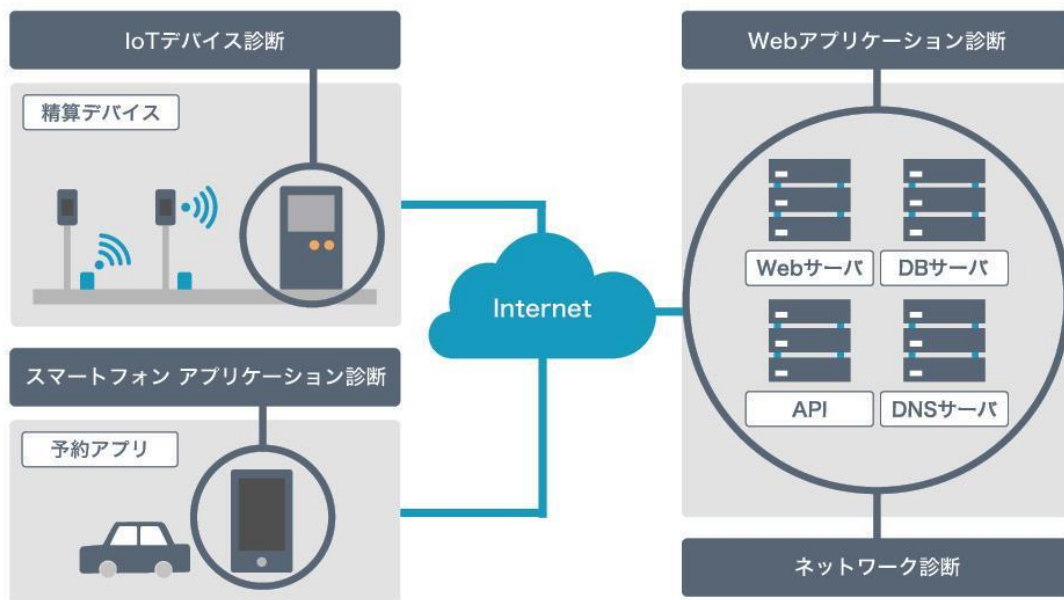 IoTデバイス診断
精算デバイス
スマートフォン アプリケーション診断
予約アプリ
Internet
Webアプリケーション診断
Webサーバ
DBサーバ
API
DNSサーバ
ネットワーク診断